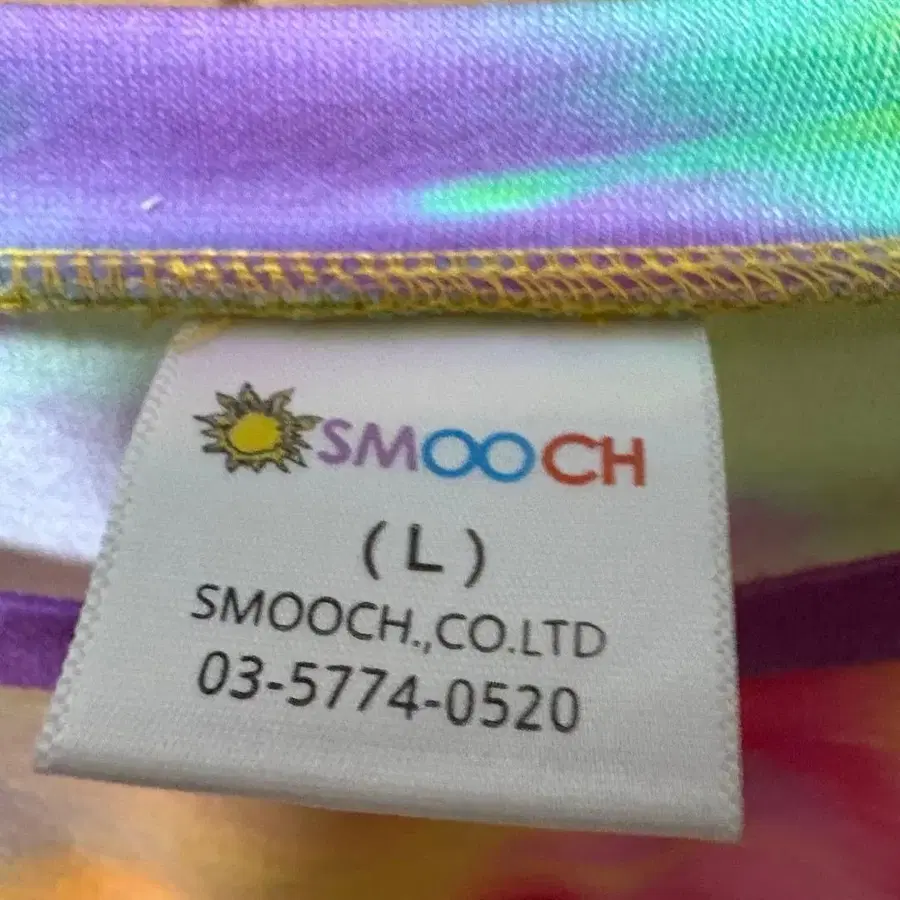 SMOOCH
(L)
SMOOCH.,CO.LTD
03-5774-0520